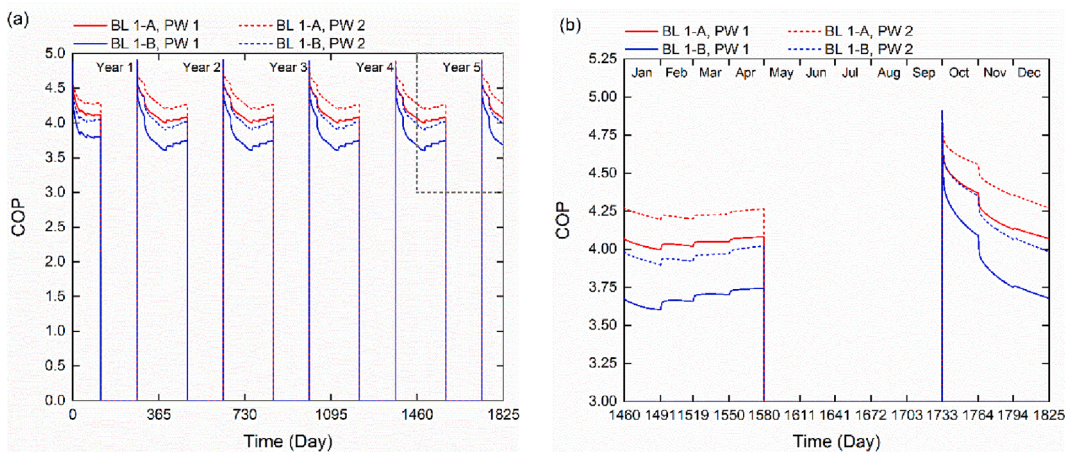 (a)
BL 1-A, PW 1
BL 1-A, PW 2
BL 1-B, PW 1
BL 1-B, PW 2
5.0
Year 1
Year 2
Year 3
Year 4
Year 5
4.5
4.0
3.5
3.0
2.5
2.0
1.5
1.0
0.5
0.0
COP
0
365
730
1095
1460
1825
Time (Day)
(b)
BL 1-A, PW 1
BL 1-A, PW 2
BL 1-B, PW 1
BL 1-B, PW 2
5.25
Jan Feb Mar Apr May Jun Jul Aug Sep Oct Nov Dec
5.00
4.75
4.50
4.25
4.00
3.75
3.50
3.25
3.00
COP
1460 1491 1519 1550 1580 1611 1641 1672 1703 1733 1764 1794 1825
Time (Day)